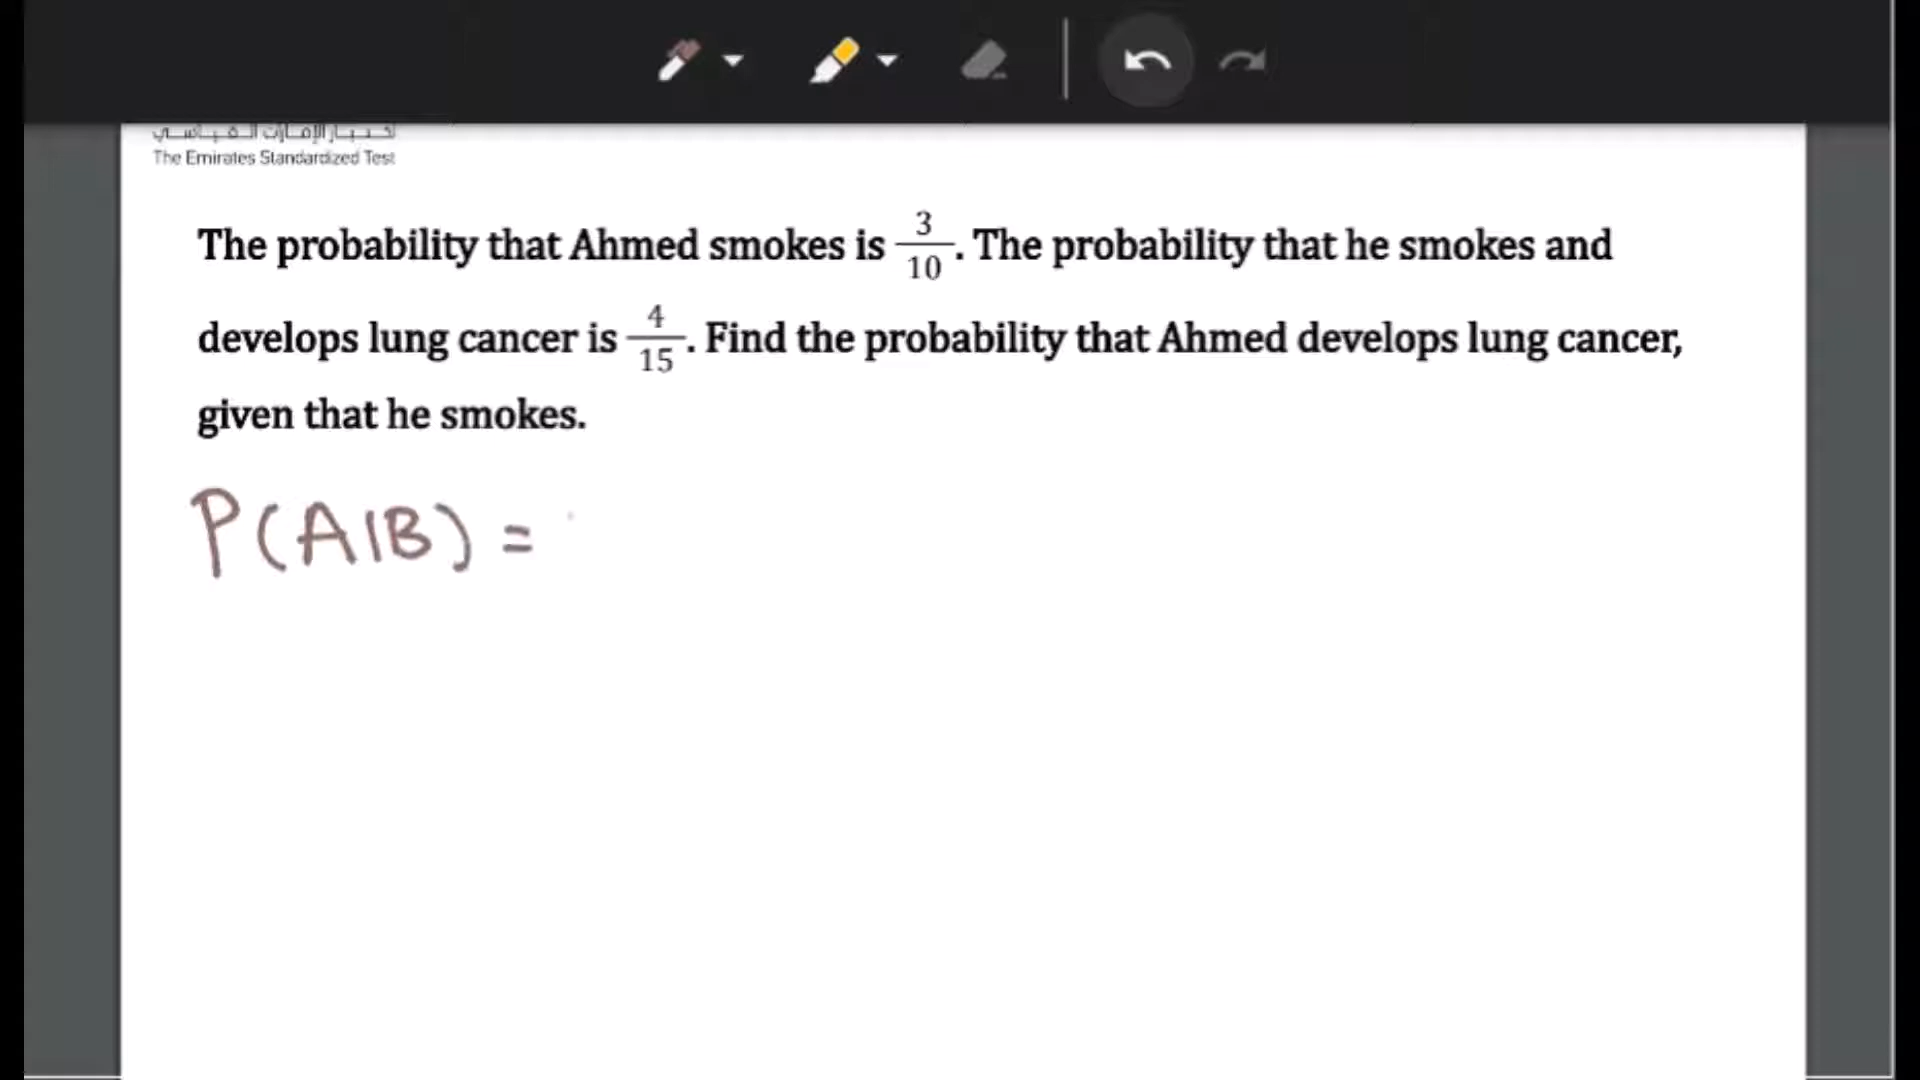 The Emirates Standardized Test
The probability that Ahmed smokes is 3/10. The probability that he smokes and
develops lung cancer is 4/15. Find the probability that Ahmed develops lung cancer,
given that he smokes.
P(A|B) =